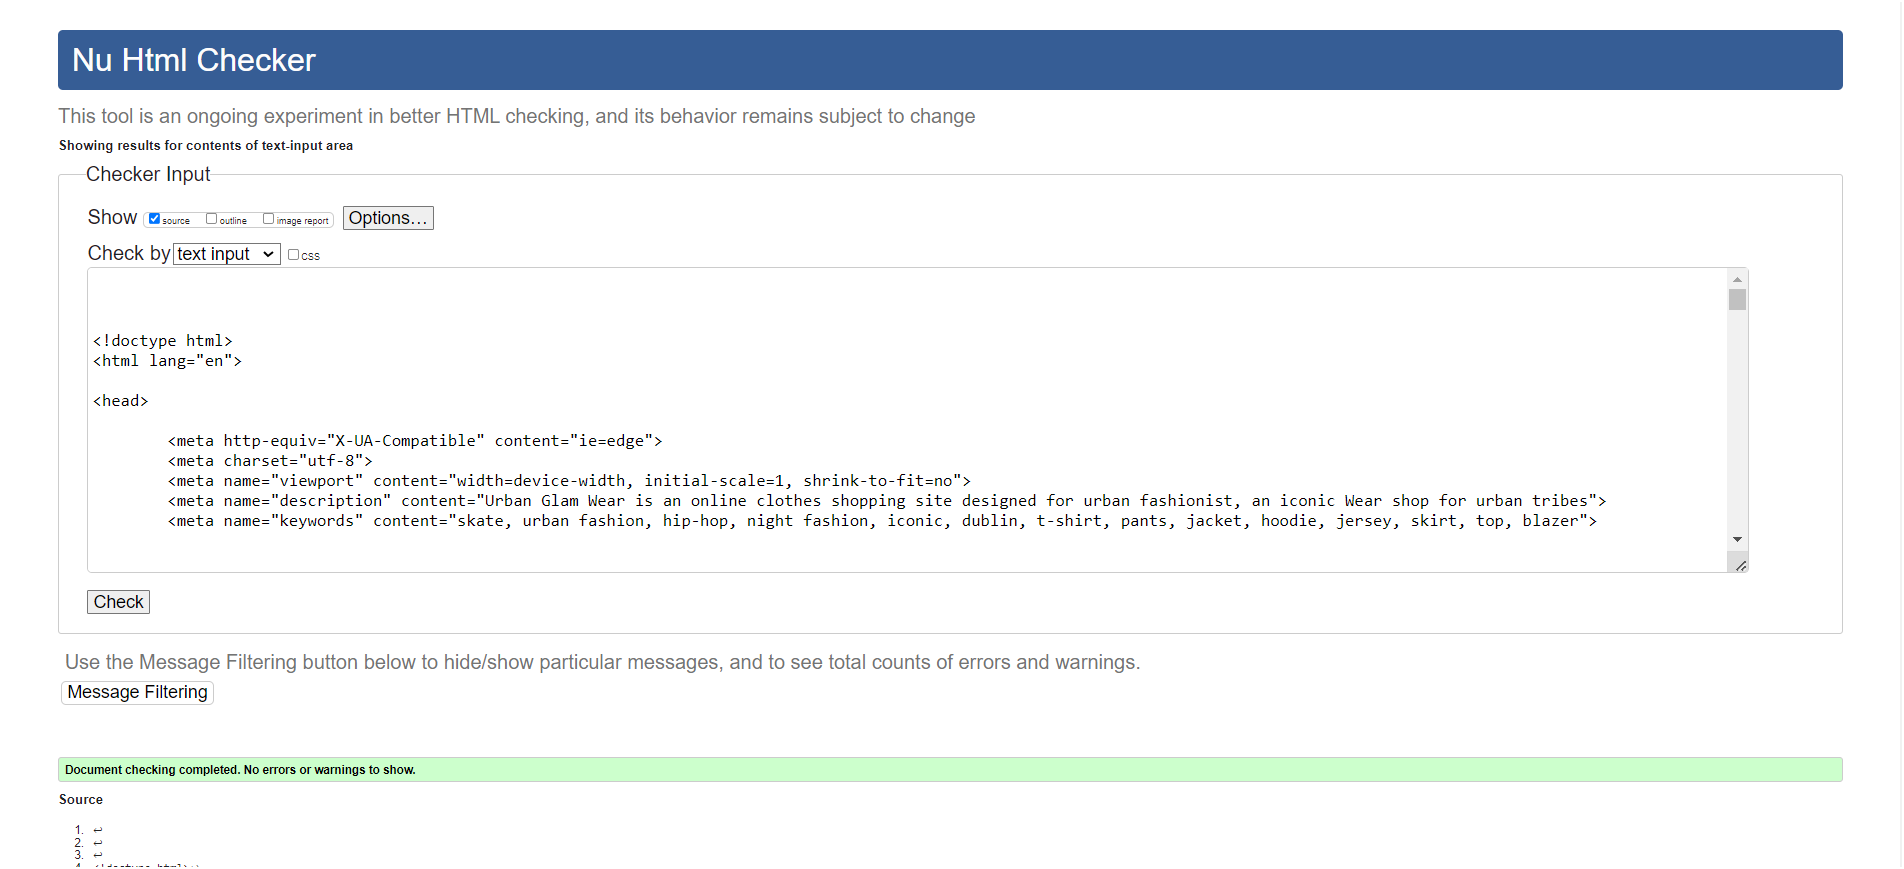 Nu Html Checker
This tool is an ongoing experiment in better HTML checking, and its behavior remains subject to change
Showing results for contents of text-input area
Checker Input
Show source outline image report Options...
Check by text input css
<!doctype html>
<html lang="en">
<head>
<meta http-equiv="X-UA-Compatible" content="ie=edge">
<meta charset="utf-8">
<meta name="viewport" content="width=device-width, initial-scale=1, shrink-to-fit=no">
<meta name="description" content="Urban Glam Wear is an online clothes shopping site designed for urban fashionist, an iconic Wear shop for urban tribes">
<meta name="keywords" content="skate, urban fashion, hip-hop, night fashion, iconic, dublin, t-shirt, pants, jacket, hoodie, jersey, skirt, top, blazer">
Check
Use the Message Filtering button below to hide/show particular messages, and to see total counts of errors and warnings.
Message Filtering
Document checking completed. No errors or warnings to show.
Source
1. ↩
2. ↩
3. ↩